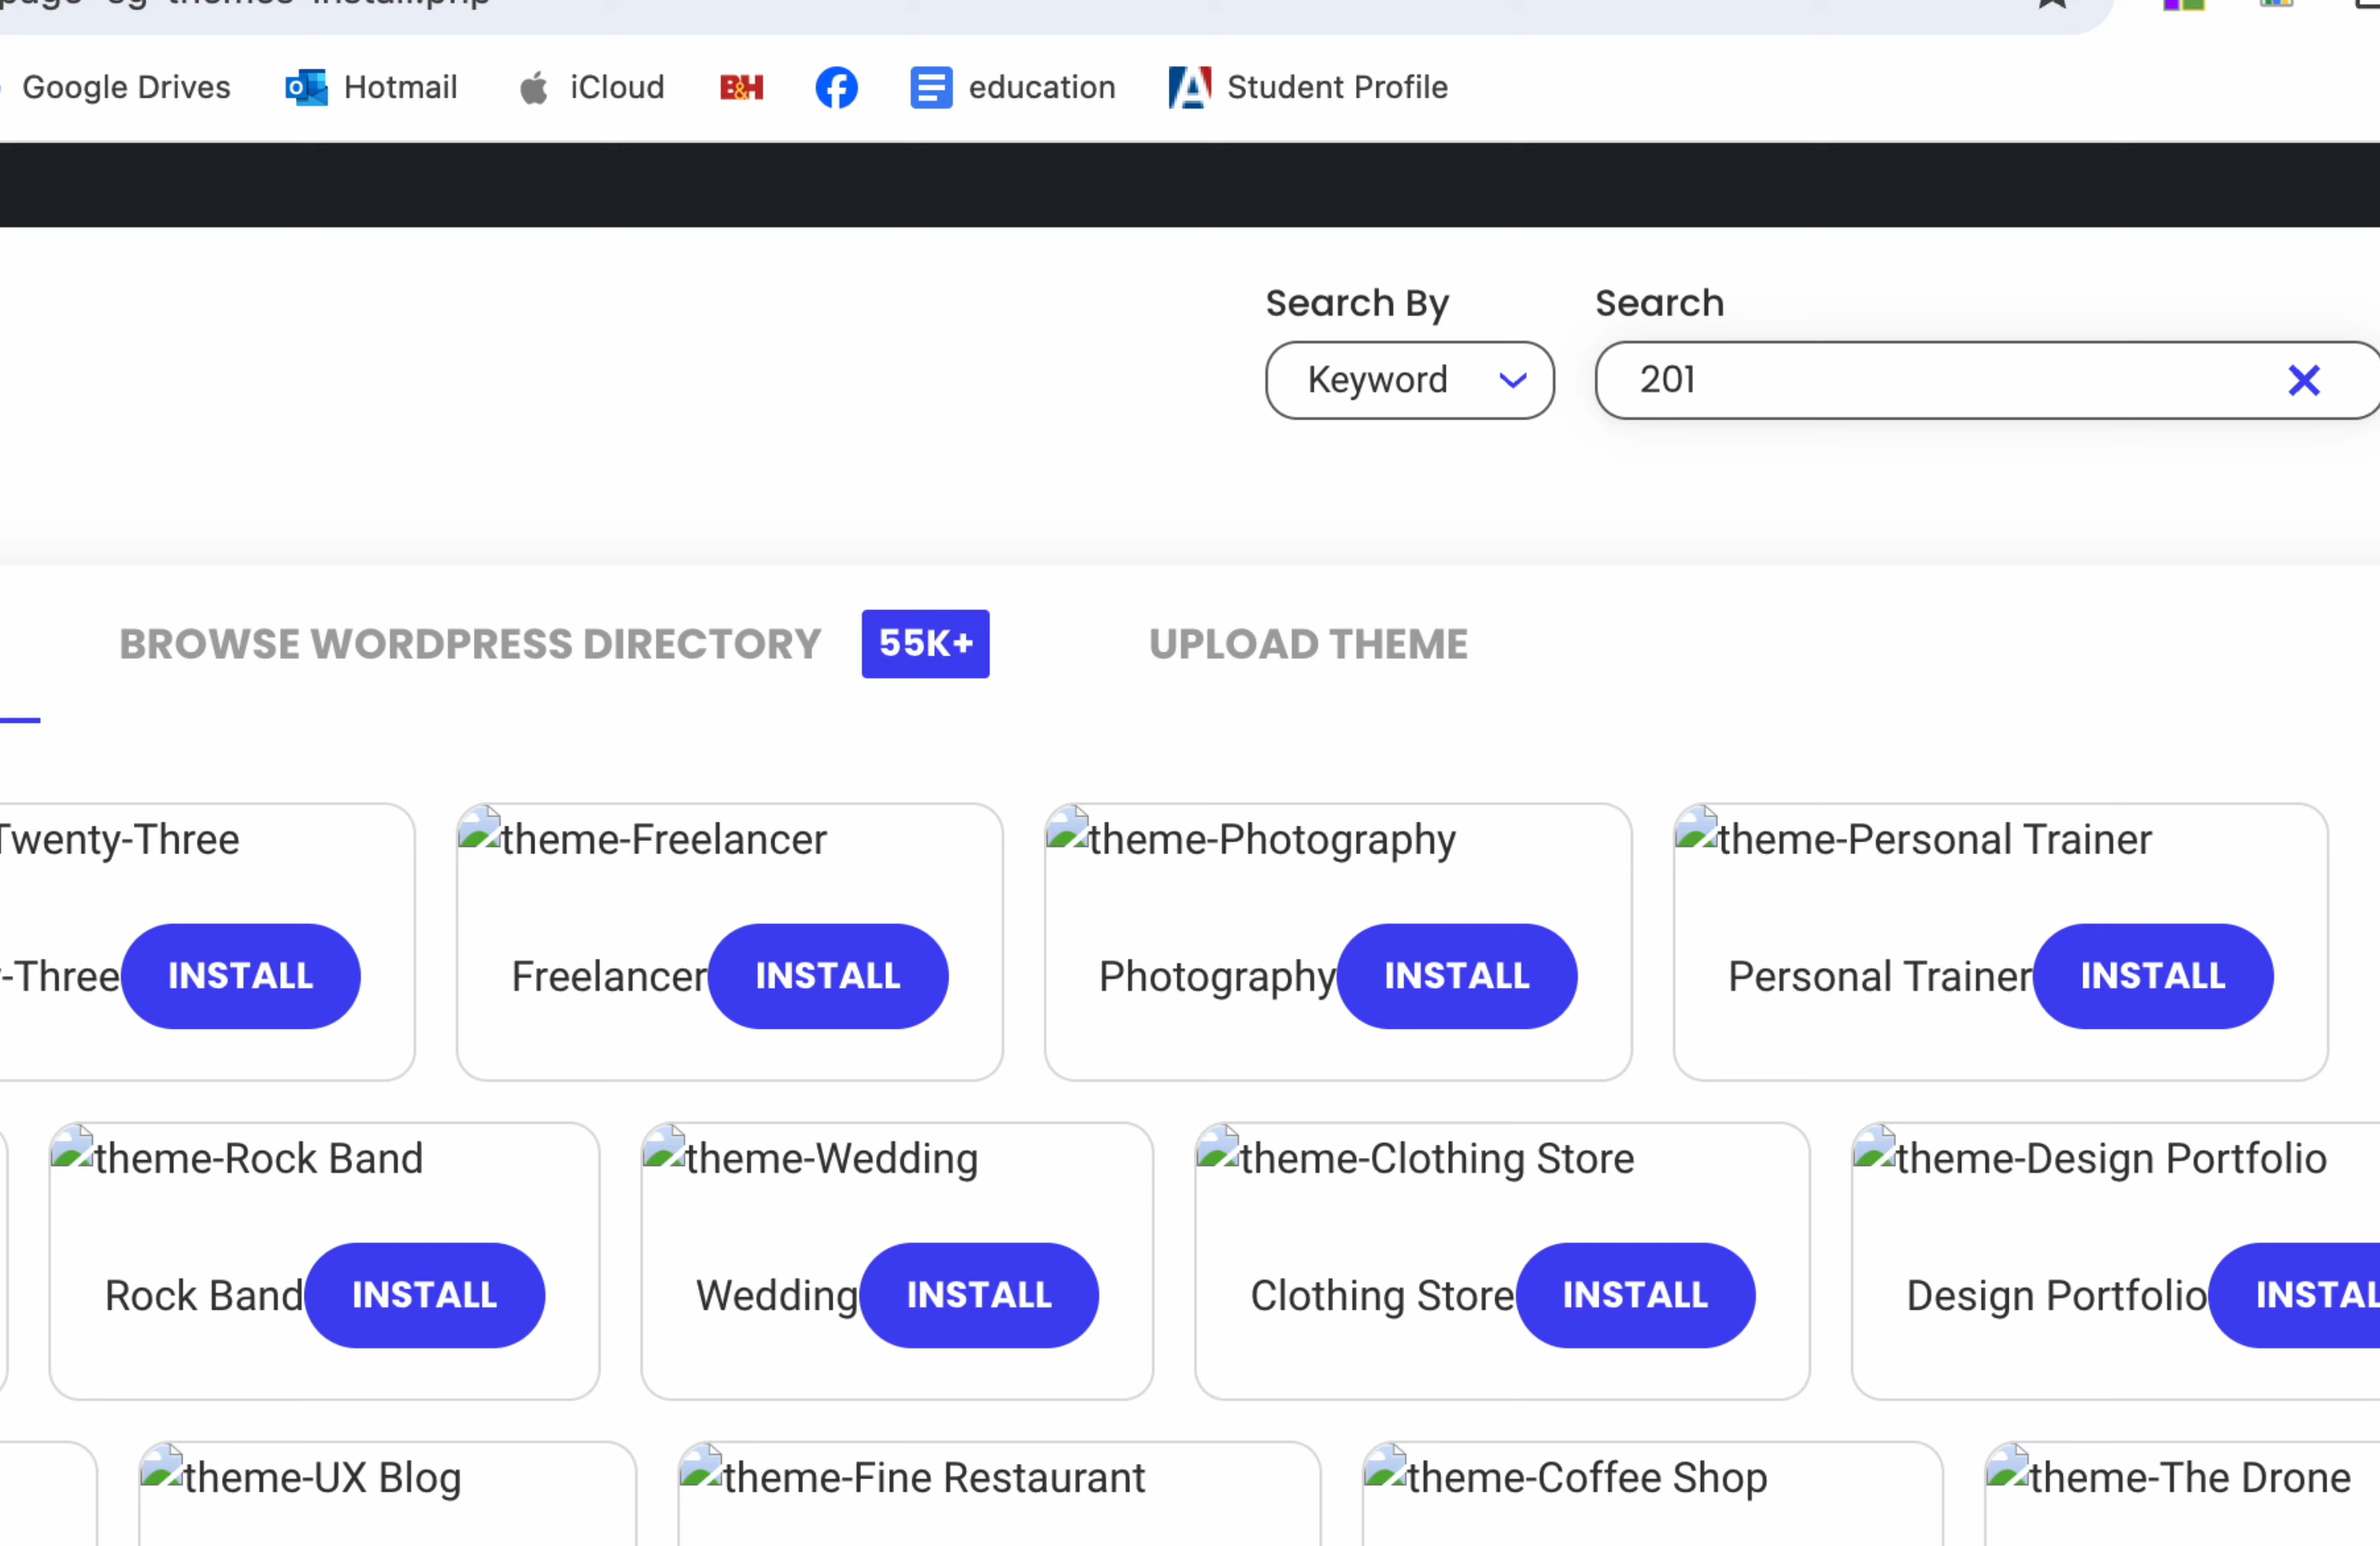 Google Drives Hotmail iCloud B&H education Student Profile
Search By Search
Keyword 201
BROWSE WORDPRESS DIRECTORY 55K+ UPLOAD THEME
Twenty-Three theme-Freelancer theme-Photography theme-Personal Trainer
-Three INSTALL Freelancer INSTALL Photography INSTALL Personal Trainer INSTALL
theme-Rock Band theme-Wedding theme-Clothing Store theme-Design Portfolio
Rock Band INSTALL Wedding INSTALL Clothing Store INSTALL Design Portfolio INSTAL
theme-UX Blog theme-Fine Restaurant theme-Coffee Shop theme-The Drone